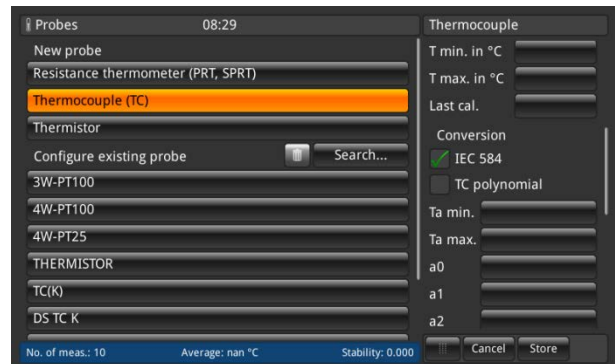 Probes 08:29
New probe
Resistance thermometer (PRT, SPRT)
Thermocouple (TC)
Thermistor
Configure existing probe Search...
3W-PT100
4W-PT100
4W-PT25
THERMISTOR
TC(K)
DS TC K
No. of meas.: 10 Average: nan °C Stability: 0.000
Thermocouple
T min. in °C
T max. in °C
Last cal.
Conversion
IEC 584
TC polynomial
Ta min.
Ta max.
a0
a1
a2
Cancel Store